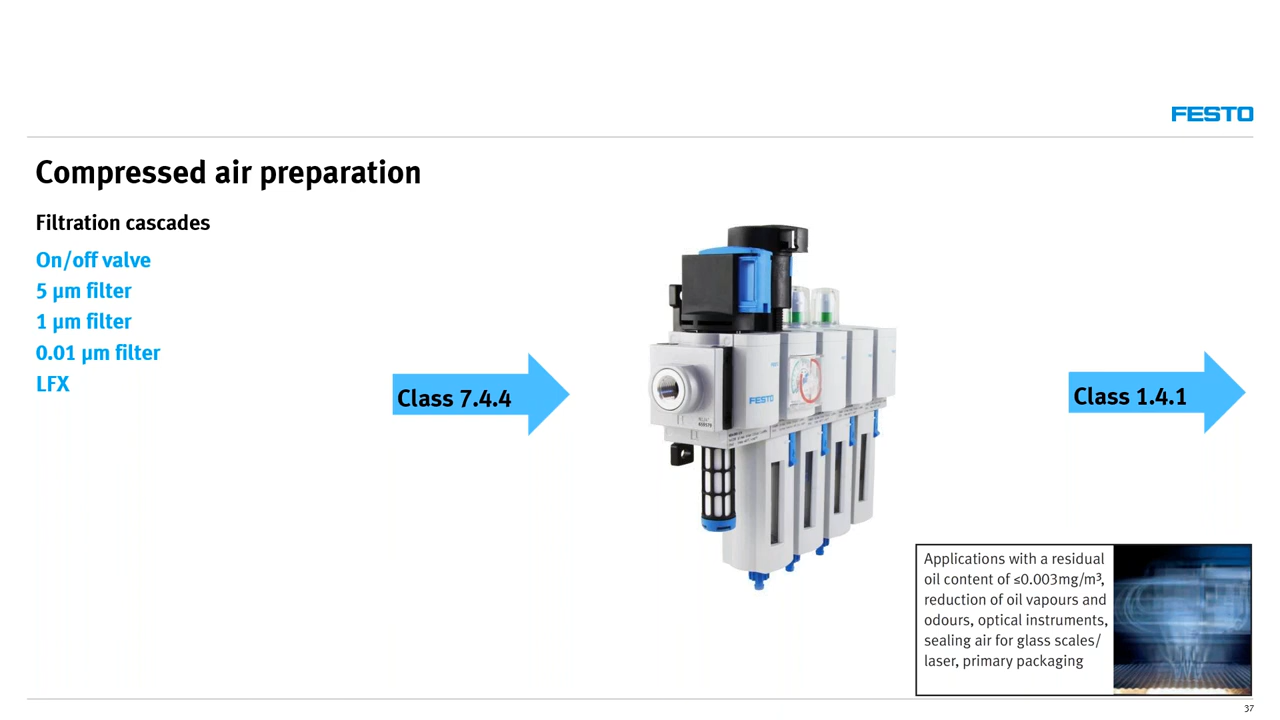 FESTO
Compressed air preparation
Filtration cascades
On/off valve
5 µm filter
1 µm filter
0.01 µm filter
LFX
Class 7.4.4
FESTO
Class 1.4.1
Applications with a residual
oil content of ≤0.003mg/m³,
reduction of oil vapours and
odours, optical instruments,
sealing air for glass scales/
laser, primary packaging
37